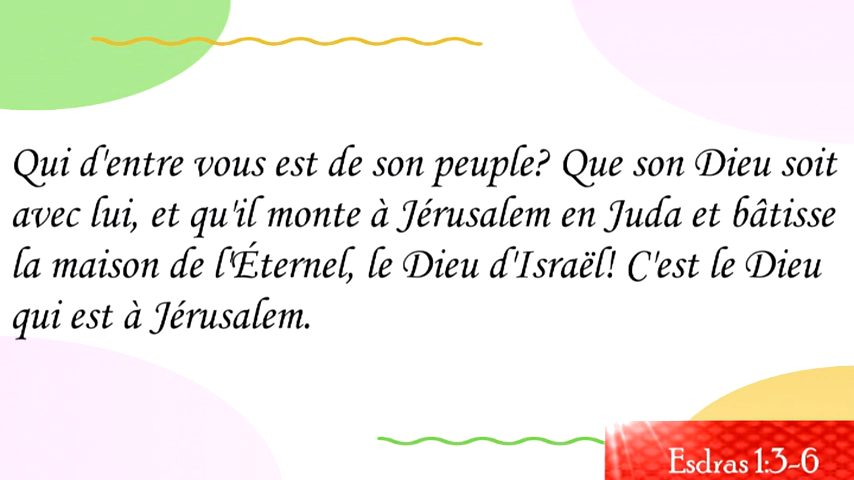 Qui d'entre vous est de son peuple? Que son Dieu soit
avec lui, et qu'il monte à Jérusalem en Juda et bâtisse
la maison de l'Éternel, le Dieu d'Israël! C'est le Dieu
qui est à Jérusalem.
Esdras 1:3-6